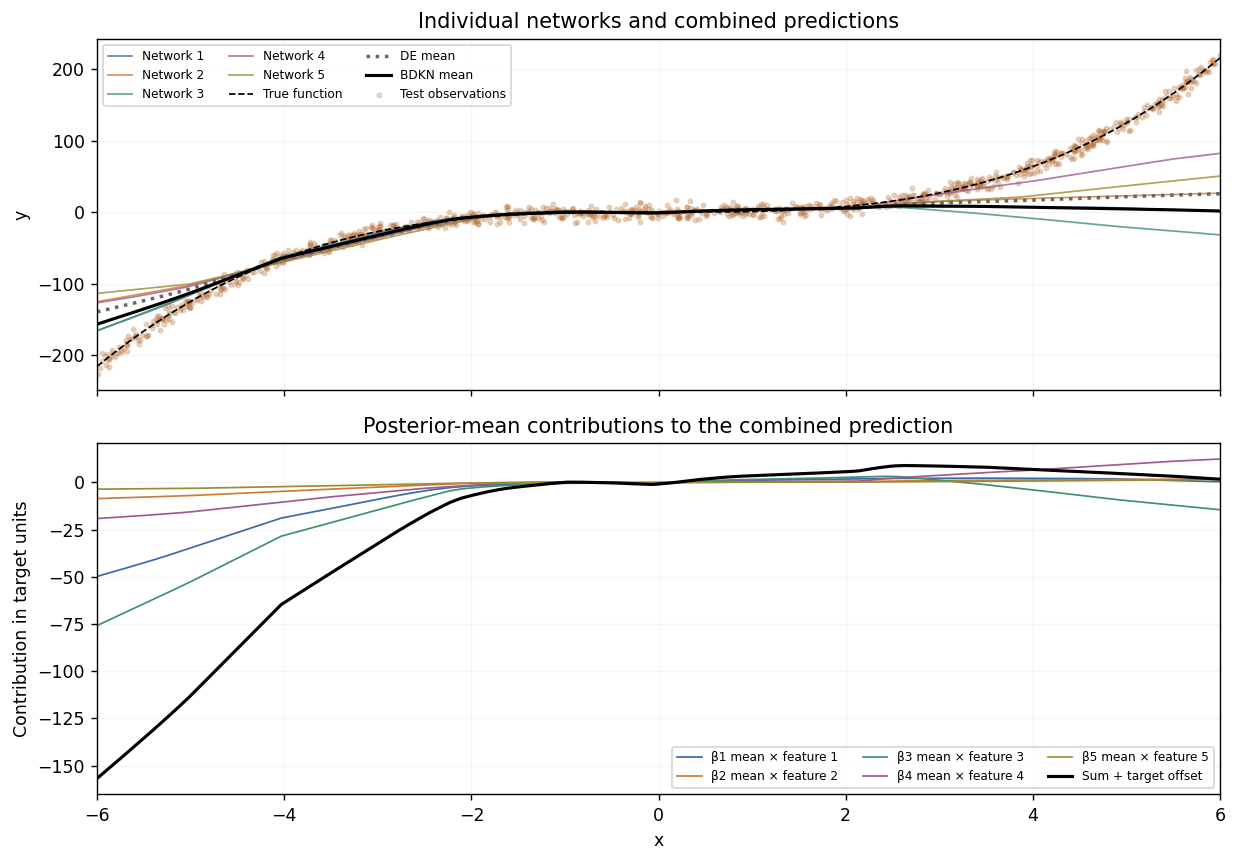 Individual networks and combined predictions
Network 1
Network 2
Network 3
Network 4
Network 5
True function
DE mean
BDKN mean
Test observations
y
200
100
0
−100
−200
Posterior-mean contributions to the combined prediction
Contribution in target units
0
−25
−50
−75
−100
−125
−150
β1 mean × feature 1
β2 mean × feature 2
β3 mean × feature 3
β4 mean × feature 4
β5 mean × feature 5
Sum + target offset
−6
−4
−2
0
2
4
6
x